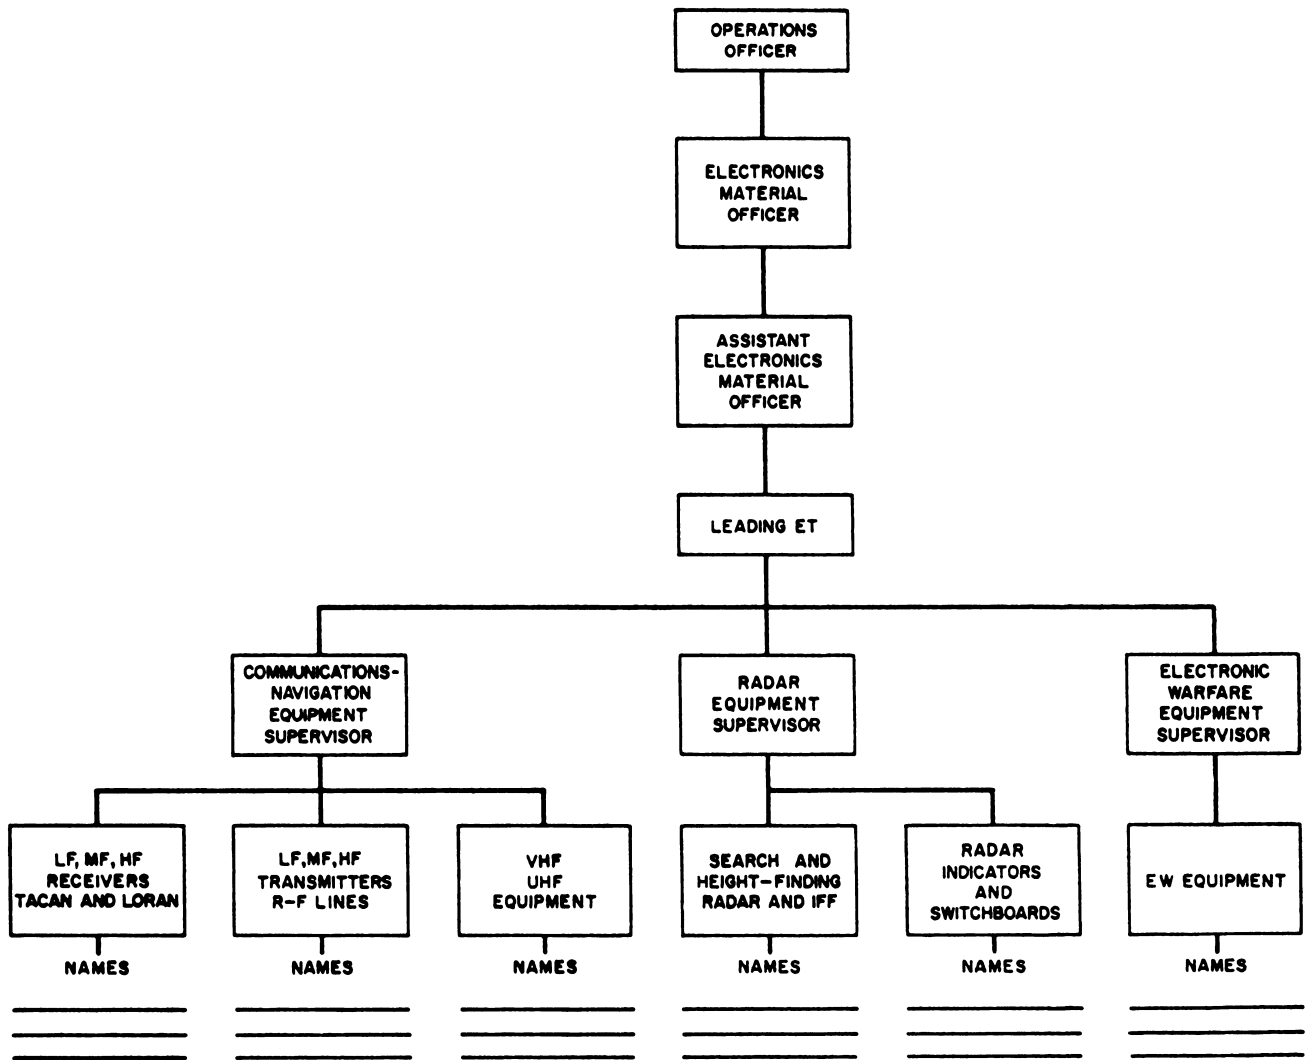 OPERATIONS
OFFICER
ELECTRONICS
MATERIAL
OFFICER
ASSISTANT
ELECTRONICS
MATERIAL
OFFICER
LEADING ET
COMMUNICATIONS-
NAVIGATION
EQUIPMENT
SUPERVISOR
RADAR
EQUIPMENT
SUPERVISOR
ELECTRONIC
WARFARE
EQUIPMENT
SUPERVISOR
LF, MF, HF
RECEIVERS
TACAN AND LORAN
LF, MF, HF
TRANSMITTERS
R-F LINES
VHF
UHF
EQUIPMENT
SEARCH AND
HEIGHT-FINDING
RADAR AND IFF
RADAR
INDICATORS
AND
SWITCHBOARDS
EW EQUIPMENT
NAMES
NAMES
NAMES
NAMES
NAMES
NAMES